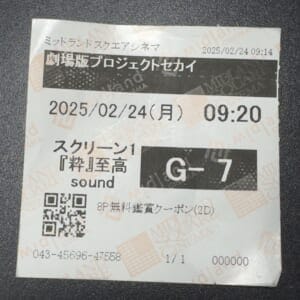 ミッドランドスクエアシネマ 2025/02/24 09:14
劇場版プロジェクトセカイ
2025/02/24(月) 09:20
スクリーン1
『粋』至高
sound
G-7
8P無料鑑賞クーポン(2D)
043-45696-47558 1/1 000000